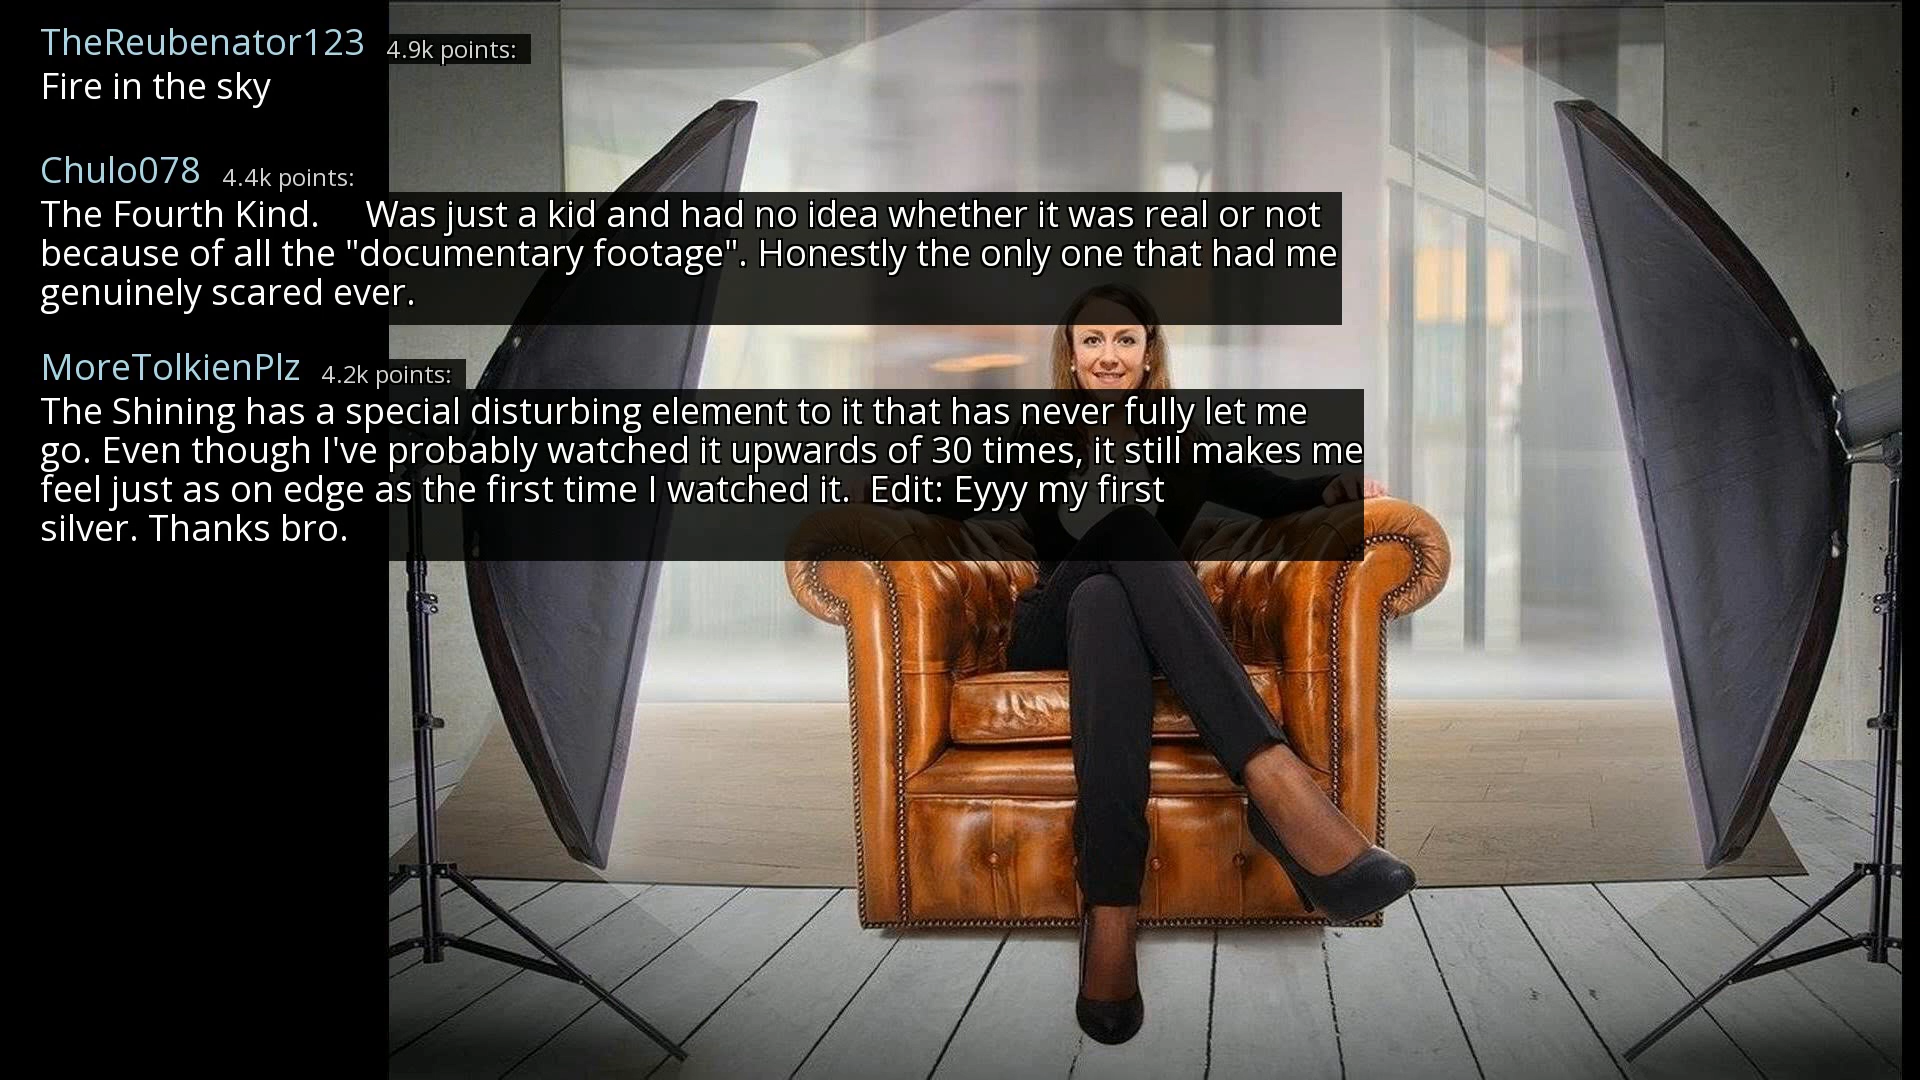 TheReubenator123 4.9k points:
Fire in the sky
Chulo078 4.4k points:
The Fourth Kind.    Was just a kid and had no idea whether it was real or not
because of all the "documentary footage". Honestly the only one that had me
genuinely scared ever.
MoreTolkienPlz 4.2k points:
The Shining has a special disturbing element to it that has never fully let me
go. Even though I've probably watched it upwards of 30 times, it still makes me
feel just as on edge as the first time I watched it.  Edit: Eyyy my first
silver. Thanks bro.